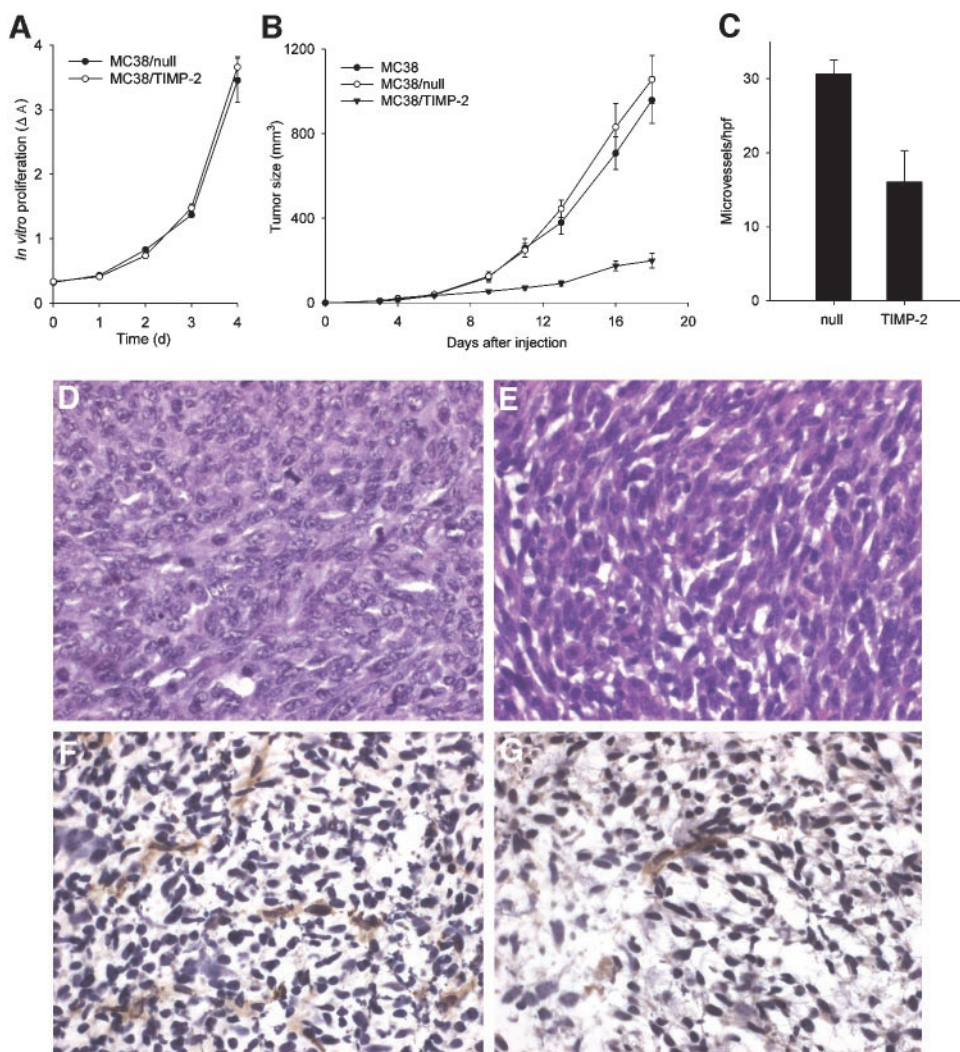 A
MC38/null
MC38/TIMP-2
In vitro proliferation (Δ A)
4
3
2
1
0
0 1 2 3 4
Time (d)
B
MC38
MC38/null
MC38/TIMP-2
Tumor size (mm³)
1200
800
400
0
0 4 8 12 16 20
Days after injection
C
Microvessels/hpf
30
20
10
0
null TIMP-2
D
E
F
G